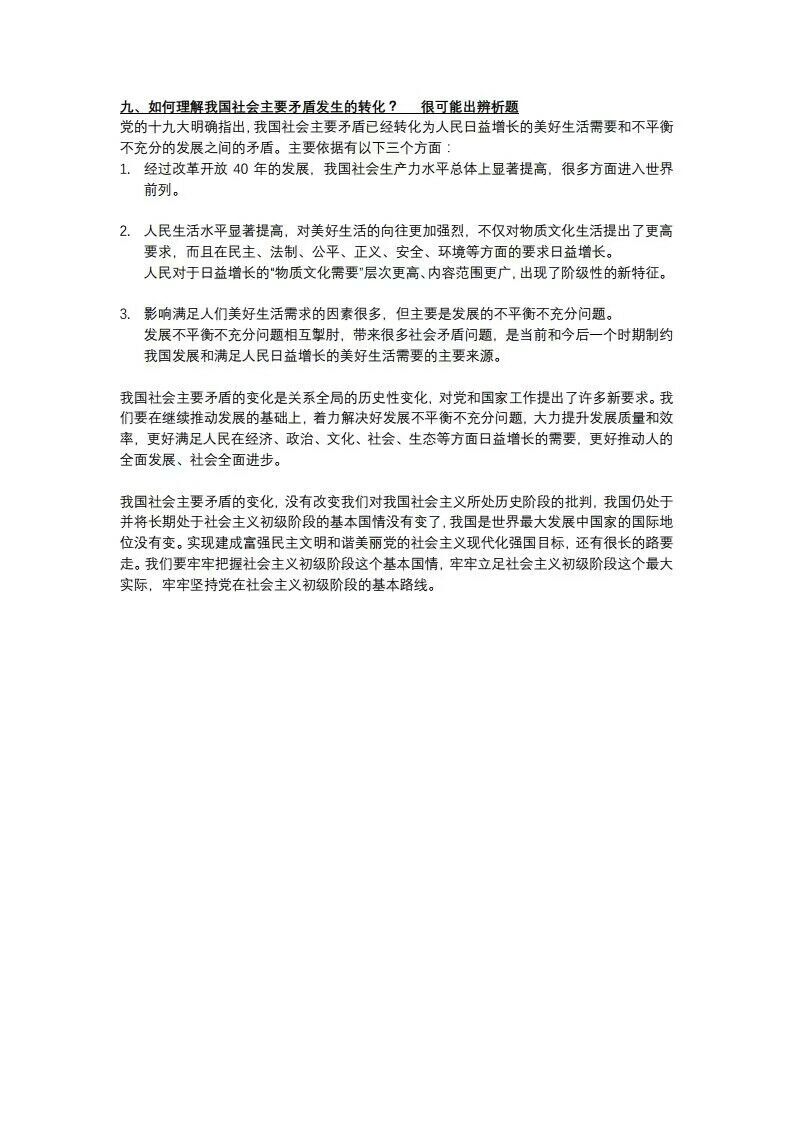 九、如何理解我国社会主要矛盾发生的转化？ 很可能出辨析题
党的十九大明确指出，我国社会主要矛盾已经转化为人民日益增长的美好生活需要和不平衡
不充分的发展之间的矛盾。主要依据有以下三个方面：
1. 经过改革开放 40 年的发展，我国社会生产力水平总体上显著提高，很多方面进入世界
前列。
2. 人民生活水平显著提高，对美好生活的向往更加强烈，不仅对物质文化生活提出了更高
要求，而且在民主、法制、公平、正义、安全、环境等方面的要求日益增长。
人民对于日益增长的“物质文化需要”层次更高、内容范围更广，出现了阶级性的新特征。
3. 影响满足人们美好生活需求的因素很多，但主要是发展的不平衡不充分问题。
发展不平衡不充分问题相互掣肘，带来很多社会矛盾问题，是当前和今后一个时期制约
我国发展和满足人民日益增长的美好生活需要的主要来源。
我国社会主要矛盾的变化是关系全局的历史性变化，对党和国家工作提出了许多新要求。我
们要在继续推动发展的基础上，着力解决好发展不平衡不充分问题，大力提升发展质量和效
率，更好满足人民在经济、政治、文化、社会、生态等方面日益增长的需要，更好推动人的
全面发展、社会全面进步。
我国社会主要矛盾的变化，没有改变我们对我国社会主义所处历史阶段的批判，我国仍处于
并将长期处于社会主义初级阶段的基本国情没有变了，我国是世界最大发展中国家的国际地
位没有变。实现建成富强民主文明和谐美丽党的社会主义现代化强国目标，还有很长的路要
走。我们要牢牢把握社会主义初级阶段这个基本国情，牢牢立足社会主义初级阶段这个最大
实际，牢牢坚持党在社会主义初级阶段的基本路线。